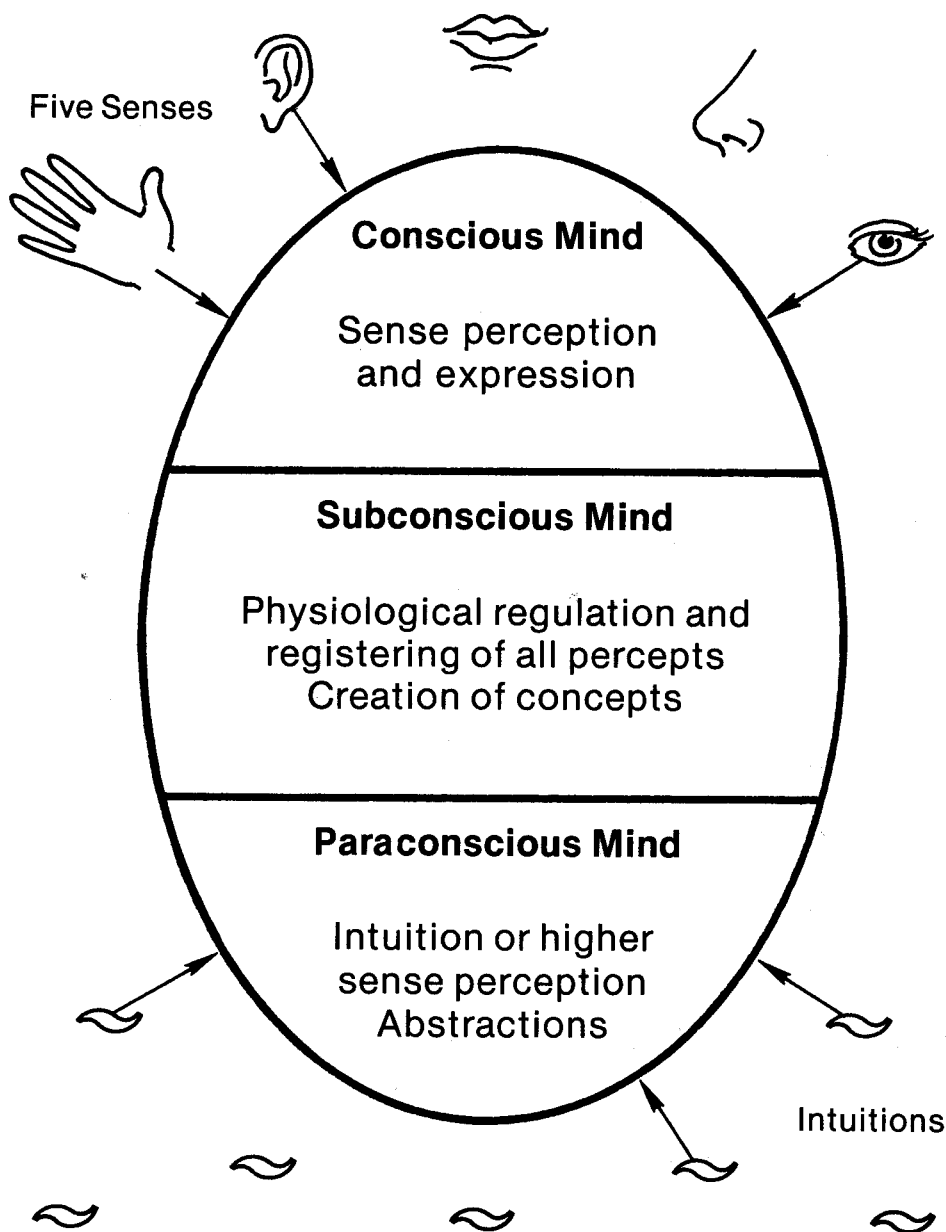 Five Senses
Conscious Mind
Sense perception
and expression
Subconscious Mind
Physiological regulation and
registering of all percepts
Creation of concepts
Paraconscious Mind
Intuition or higher
sense perception
Abstractions
Intuitions